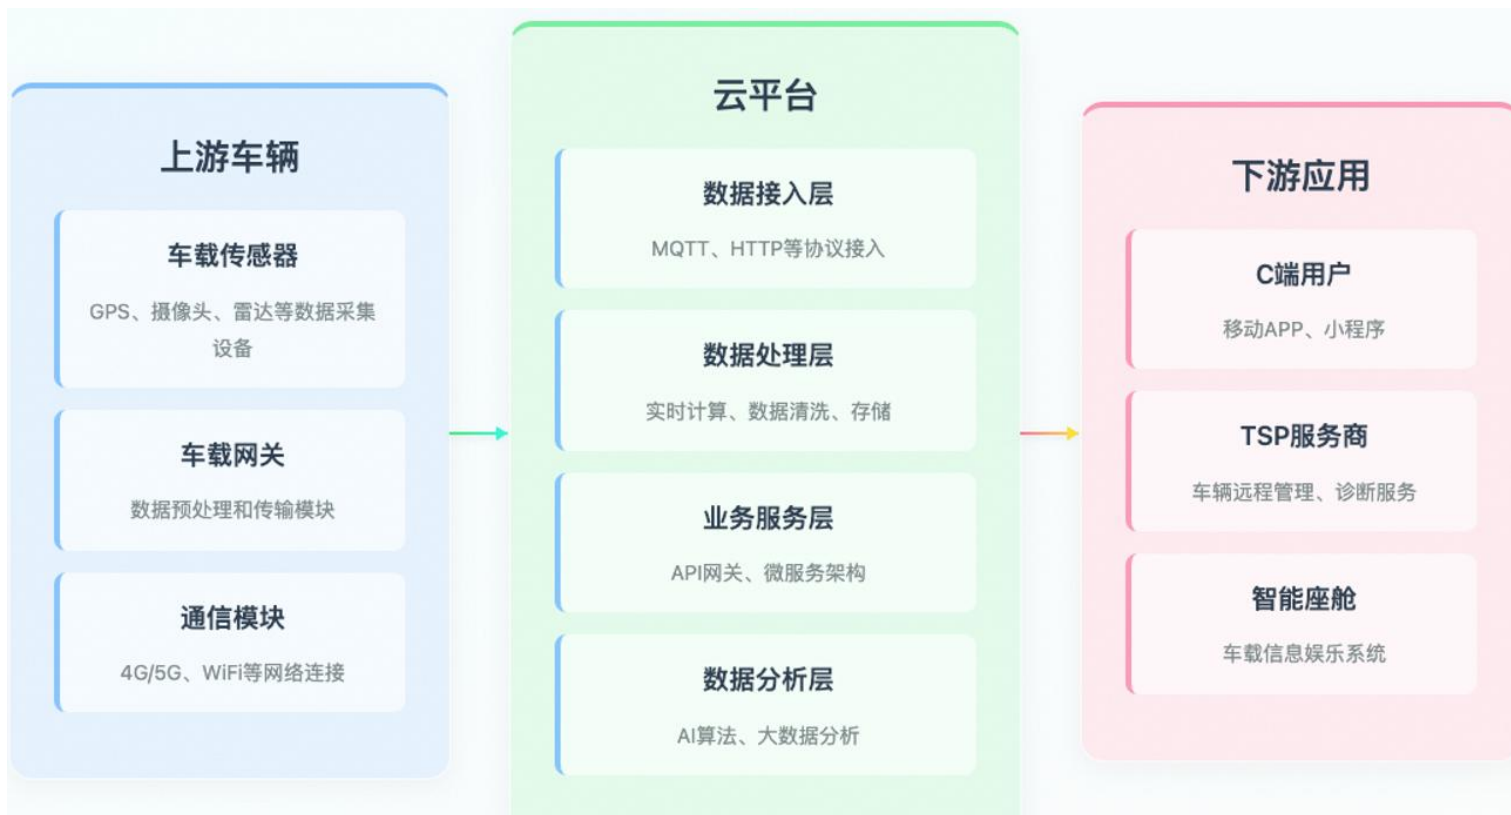 上游车辆
车载传感器
GPS、摄像头、雷达等数据采集
设备
车载网关
数据预处理和传输模块
通信模块
4G/5G、WiFi等网络连接
云平台
数据接入层
MQTT、HTTP等协议接入
数据处理层
实时计算、数据清洗、存储
业务服务层
API网关、微服务架构
数据分析层
AI算法、大数据分析
下游应用
C端用户
移动APP、小程序
TSP服务商
车辆远程管理、诊断服务
智能座舱
车载信息娱乐系统